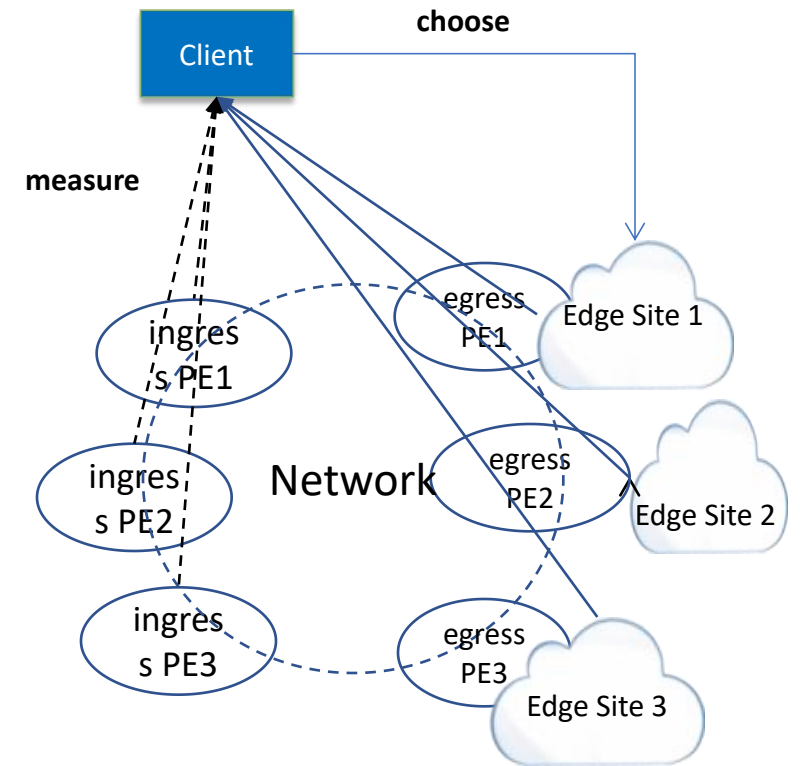 choose
Client
measure
egress
PE1
Edge Site 1
ingres
s PE1
ingres
s PE2
Network
egress
PE2
Edge Site 2
ingres
s PE3
egress
PE3
Edge Site 3